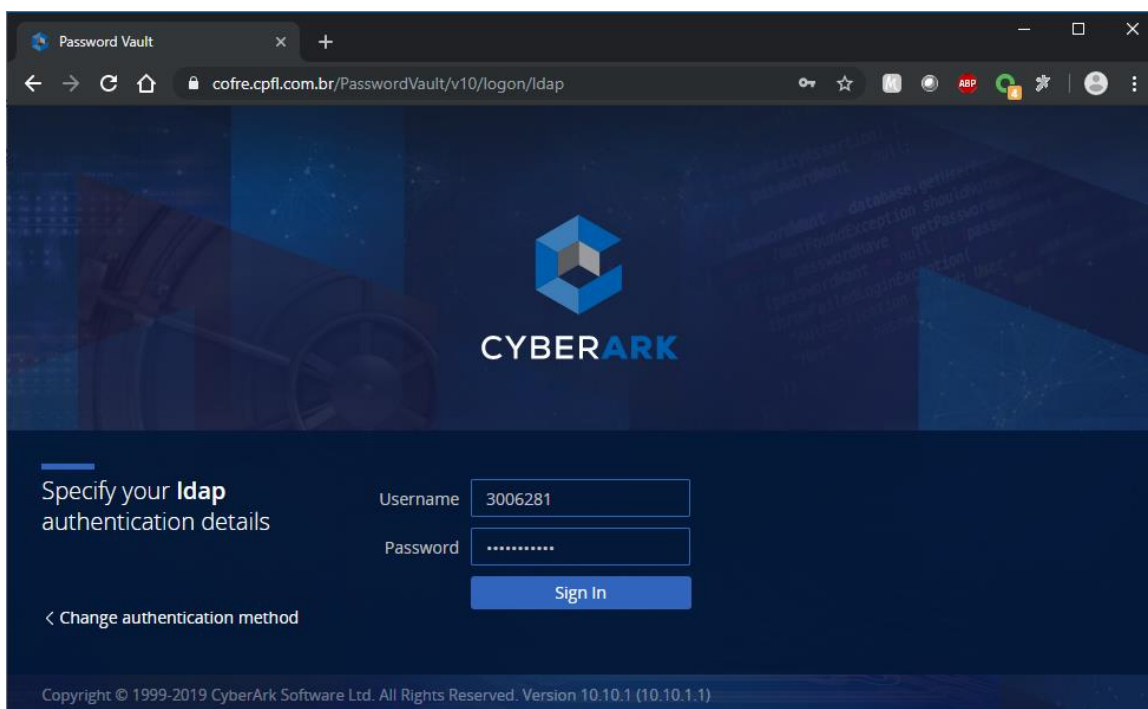 Password Vault
cofre.cpfl.com.br/PasswordVault/v10/logon/ldap
ABP
4
CYBERARK
Specify your ldap
authentication details
Username 3006281
Password •••••••••••
Sign In
< Change authentication method
Copyright © 1999-2019 CyberArk Software Ltd. All Rights Reserved. Version 10.10.1 (10.10.1.1)